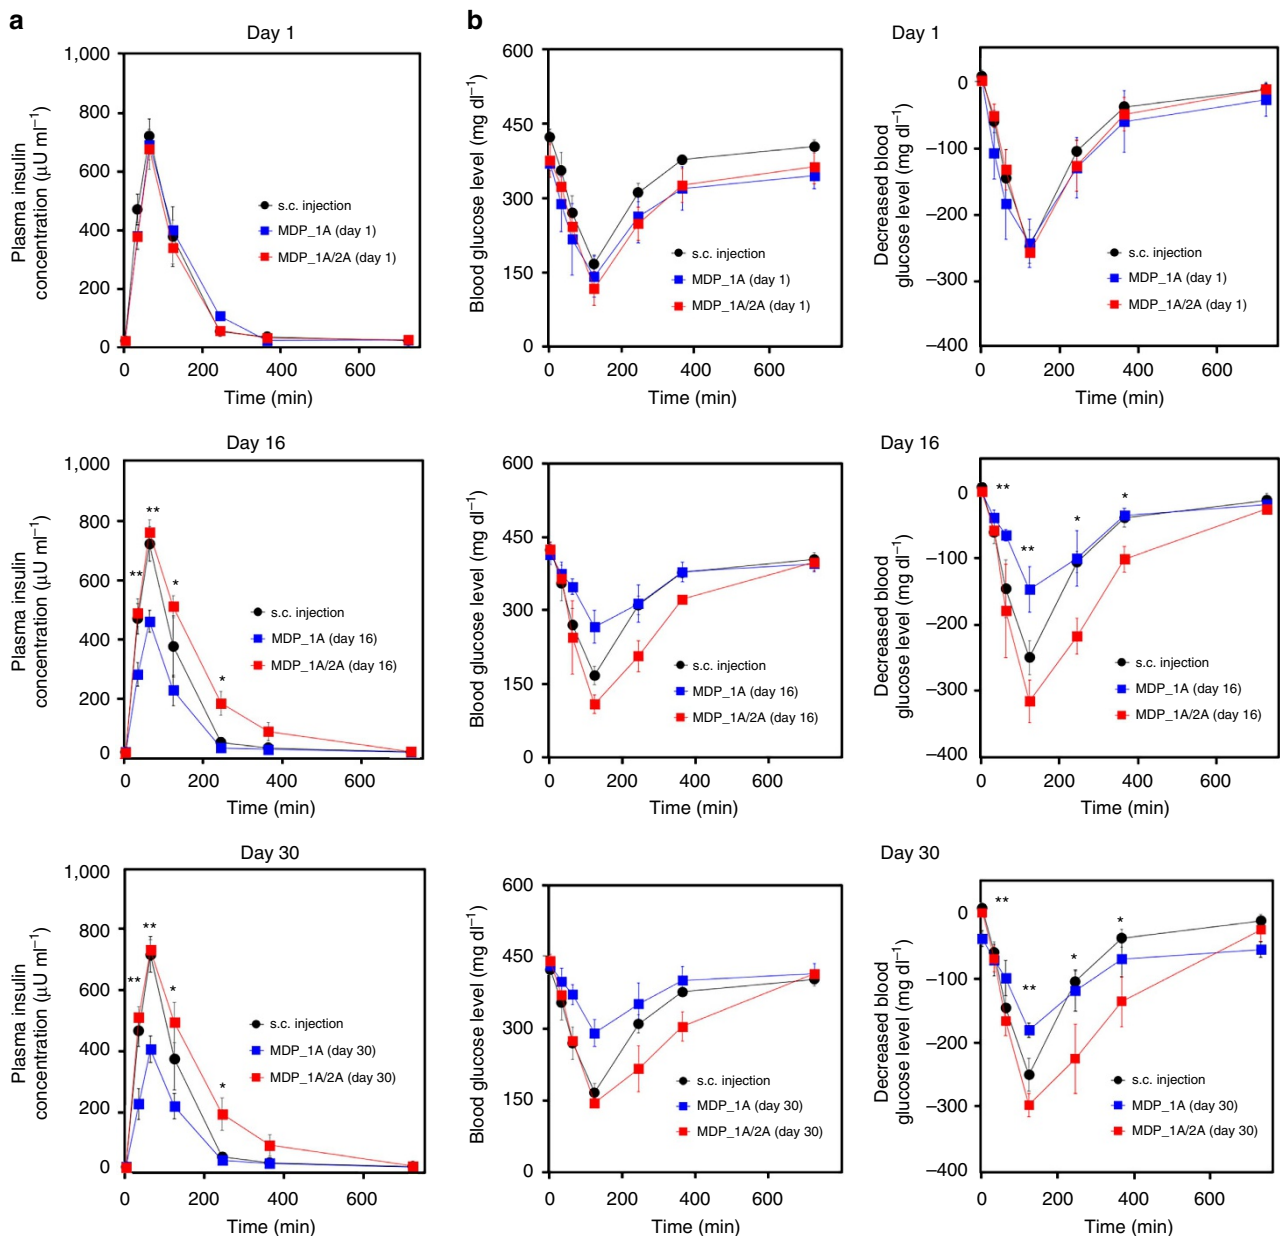 a
Day 1
1,000
800
600
400
200
0
0
200
400
600
Plasma insulin
concentration (µU ml⁻¹)
Time (min)
s.c. injection
MDP_1A (day 1)
MDP_1A/2A (day 1)
b
Day 1
600
450
300
150
0
0
200
400
600
Blood glucose level (mg dl⁻¹)
Time (min)
s.c. injection
MDP_1A (day 1)
MDP_1A/2A (day 1)
0
–100
–200
–300
–400
0
200
400
600
Decreased blood
glucose level (mg dl⁻¹)
Time (min)
s.c. injection
MDP_1A (day 1)
MDP_1A/2A (day 1)
Day 16
1,000
800
600
400
200
0
0
200
400
600
Plasma insulin
concentration (µU ml⁻¹)
Time (min)
**
**
*
*
s.c. injection
MDP_1A (day 16)
MDP_1A/2A (day 16)
Day 16
600
450
300
150
0
0
200
400
600
Blood glucose level (mg dl⁻¹)
Time (min)
s.c. injection
MDP_1A (day 16)
MDP_1A/2A (day 16)
0
–100
–200
–300
–400
0
200
400
600
Decreased blood
glucose level (mg dl⁻¹)
Time (min)
**
**
*
*
s.c. injection
MDP_1A (day 16)
MDP_1A/2A (day 16)
Day 30
1,000
800
600
400
200
0
0
200
400
600
Plasma insulin
concentration (µU ml⁻¹)
Time (min)
**
**
*
*
s.c. injection
MDP_1A (day 30)
MDP_1A/2A (day 30)
Day 30
600
450
300
150
0
0
200
400
600
Blood glucose level (mg dl⁻¹)
Time (min)
s.c. injection
MDP_1A (day 30)
MDP_1A/2A (day 30)
0
–100
–200
–300
–400
0
200
400
600
Decreased blood
glucose level (mg dl⁻¹)
Time (min)
**
**
*
*
s.c. injection
MDP_1A (day 30)
MDP_1A/2A (day 30)